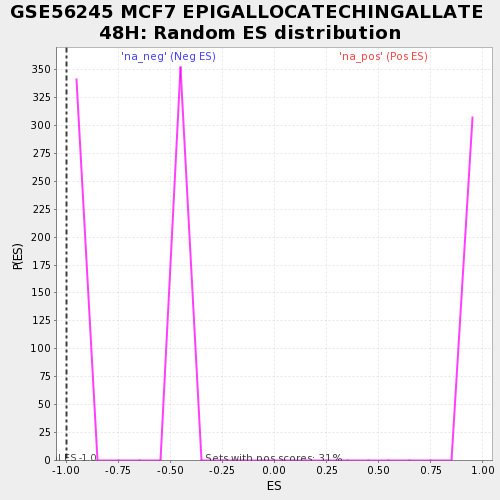 GSE56245 MCF7 EPIGALLOCATECHINGALLATE
48H: Random ES distribution
'na_neg' (Neg ES) 'na_pos' (Pos ES)
350
325
300
275
250
225
200
175
150
125
100
75
50
25
0
P(ES)
ES -1.0 Sets with pos scores: 31%
-1.00 -0.75 -0.50 -0.25 0.00 0.25 0.50 0.75 1.00
ES